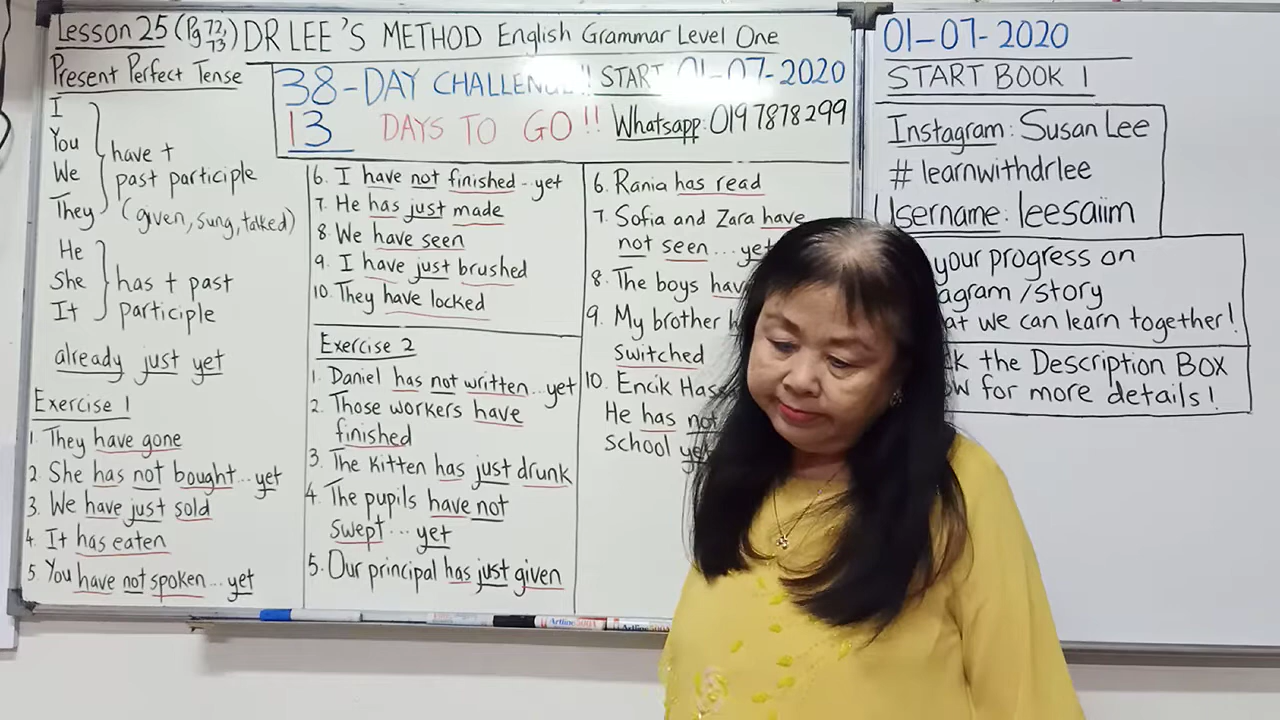 Lesson 25 (Pg 72, 73) DR LEE'S METHOD English Grammar Level One
Present Perfect Tense
38-DAY CHALLENGE!! START 01-07-2020
13 DAYS TO GO!! Whatsapp: 0197878299
I
You
We
They
have +
past participle
(given, sung, talked)
He
She
It
has + past
participle
already just yet
Exercise 1
1. They have gone
2. She has not bought...yet
3. We have just sold
4. It has eaten
5. You have not spoken...yet
6. I have not finished...yet
7. He has just made
8. We have seen
9. I have just brushed
10. They have locked
Exercise 2
1. Daniel has not written...yet
2. Those workers have
finished
3. The kitten has just drunk
4. The pupils have not
swept...yet
5. Our principal has just given
6. Rania has read
7. Sofia and Zara have
not seen...yet
8. The boys
9. My brother
switched
10. Encik
He has not
school yet
01-07-2020
START BOOK 1
Instagram: Susan Lee
# learnwithdrlee
Username: leesaiim
your progress on
/story
we can learn together!
the Description Box
for more details!